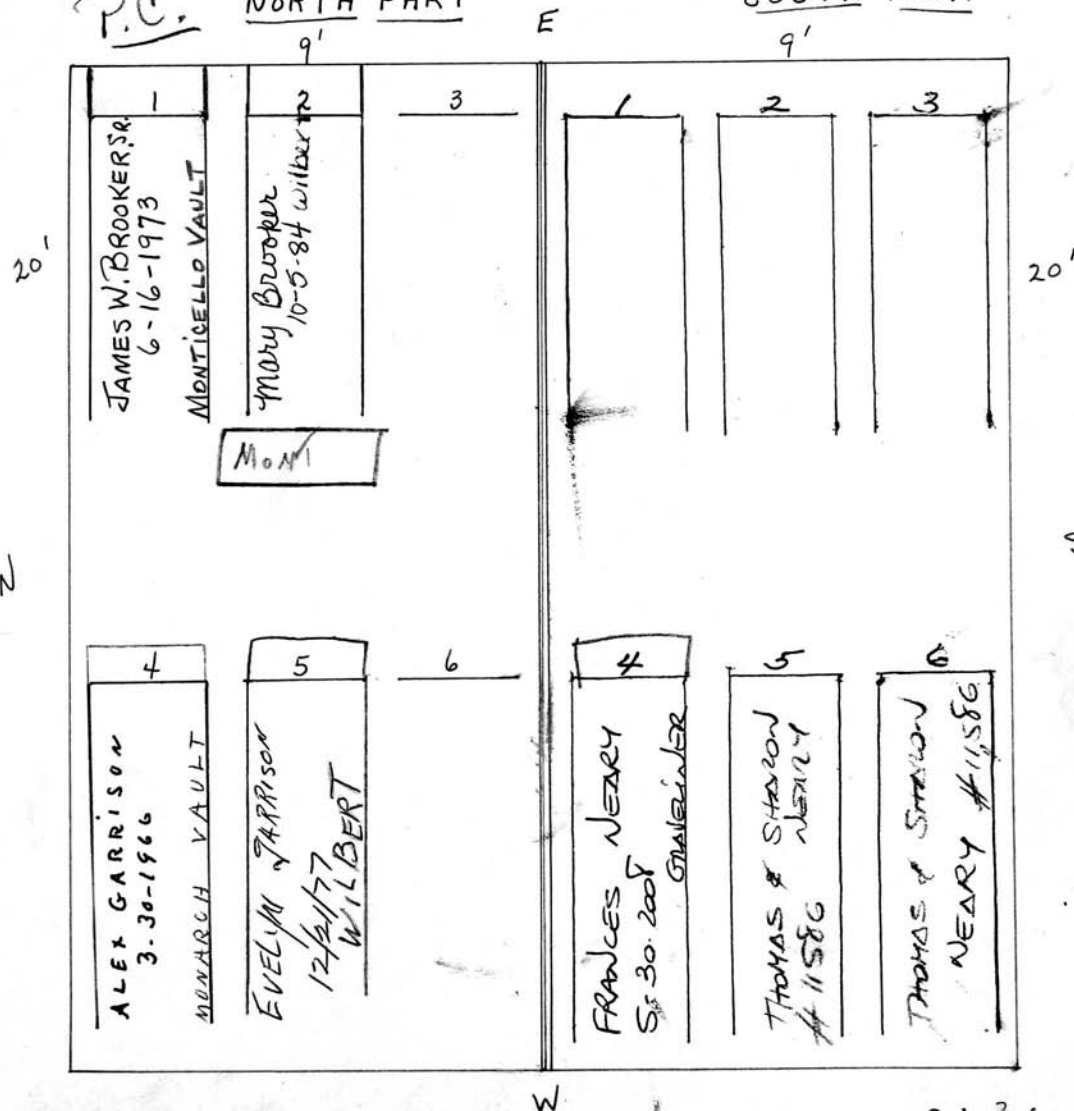 P.C.
NORTH PART
E
9'
9'
1
2
3
1
2
3
JAMES W. BROOKER, SR.
6-16-1973
MONTICELLO VAULT
Mary Brooker
10-5-84 Wilbert
20'
20'
MONT
N
4
5
6
4
5
6
ALEX GARRISON
3.30-1966
MONARCH VAULT
EVELYN GARRISON
12/21/77
WILBERT
FRANCES NEARY
5.30.2008
GRAVELINER
THOMAS & SHARON
NEARY
#11586
THOMAS & SHARON
NEARY #11586
W